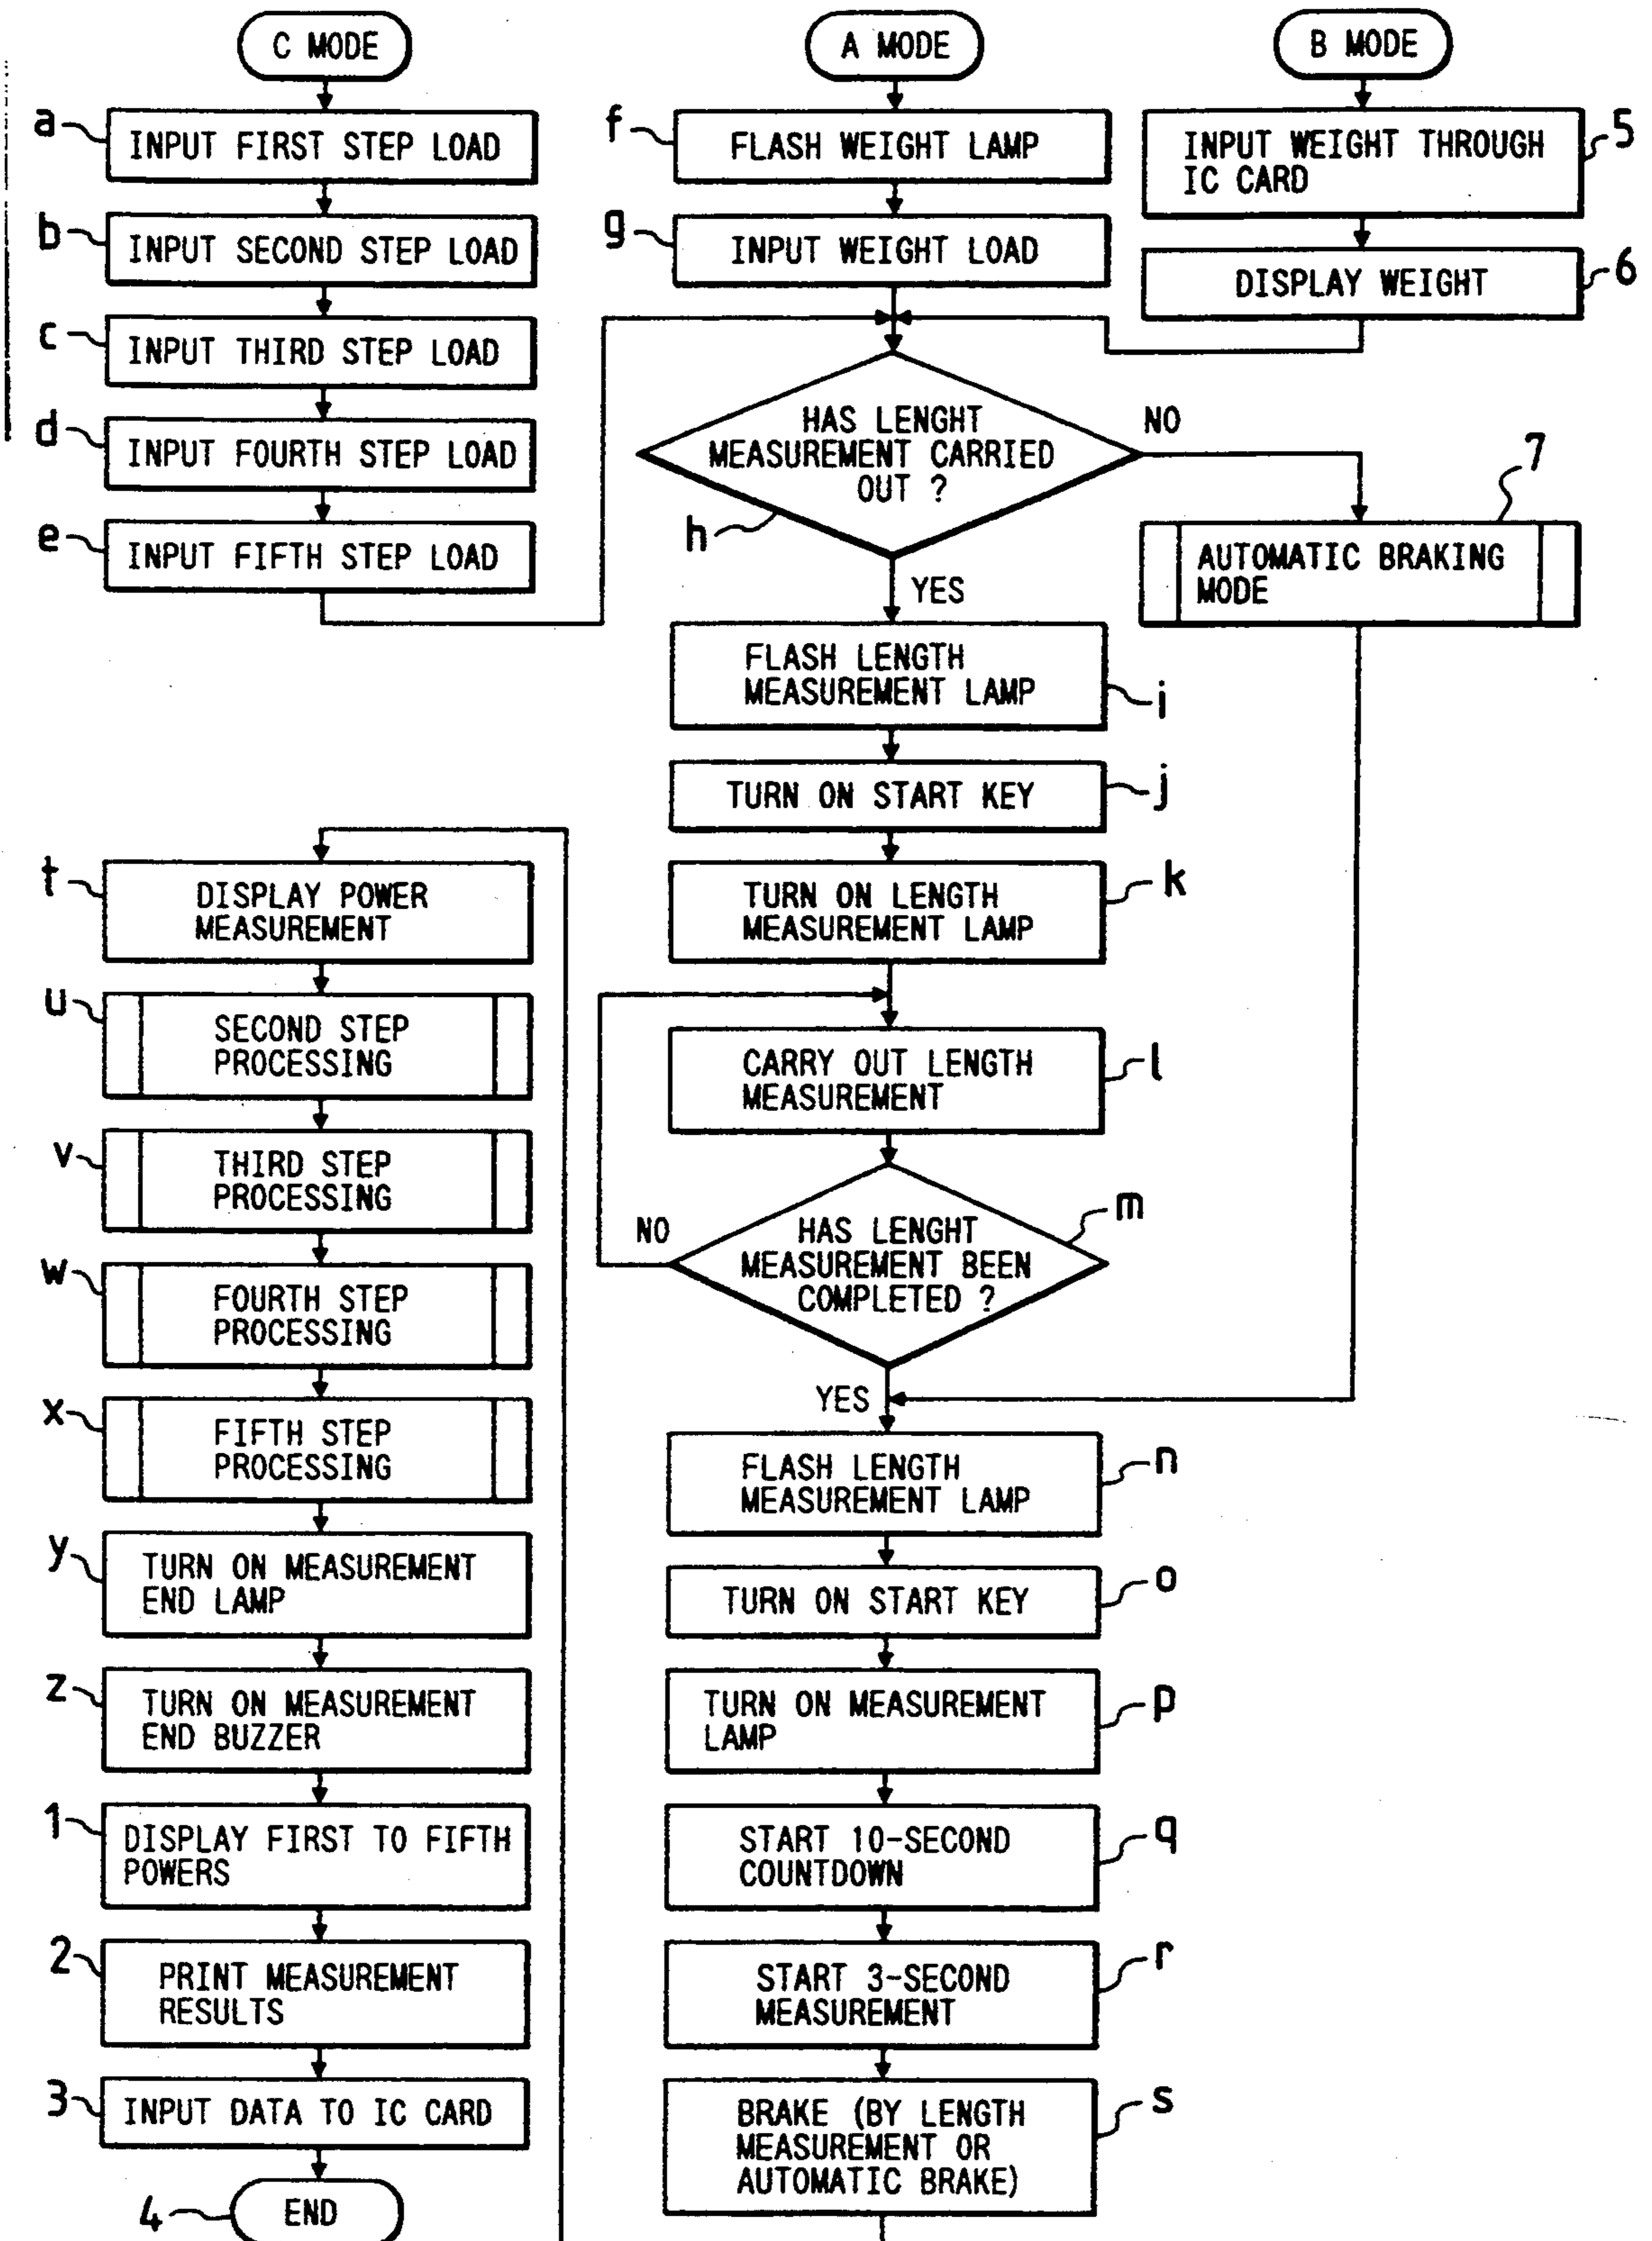 C MODE
a
INPUT FIRST STEP LOAD
b
INPUT SECOND STEP LOAD
c
INPUT THIRD STEP LOAD
d
INPUT FOURTH STEP LOAD
e
INPUT FIFTH STEP LOAD
A MODE
f
FLASH WEIGHT LAMP
g
INPUT WEIGHT LOAD
B MODE
INPUT WEIGHT THROUGH
IC CARD
5
DISPLAY WEIGHT
6
HAS LENGHT
MEASUREMENT CARRIED
OUT ?
h
NO
YES
7
AUTOMATIC BRAKING
MODE
FLASH LENGTH
MEASUREMENT LAMP
i
TURN ON START KEY
j
TURN ON LENGTH
MEASUREMENT LAMP
k
CARRY OUT LENGTH
MEASUREMENT
l
HAS LENGHT
MEASUREMENT BEEN
COMPLETED ?
m
NO
YES
FLASH LENGTH
MEASUREMENT LAMP
n
TURN ON START KEY
o
TURN ON MEASUREMENT
LAMP
p
START 10-SECOND
COUNTDOWN
q
START 3-SECOND
MEASUREMENT
r
BRAKE (BY LENGTH
MEASUREMENT OR
AUTOMATIC BRAKE)
s
t
DISPLAY POWER
MEASUREMENT
u
SECOND STEP
PROCESSING
v
THIRD STEP
PROCESSING
w
FOURTH STEP
PROCESSING
x
FIFTH STEP
PROCESSING
y
TURN ON MEASUREMENT
END LAMP
z
TURN ON MEASUREMENT
END BUZZER
1
DISPLAY FIRST TO FIFTH
POWERS
2
PRINT MEASUREMENT
RESULTS
3
INPUT DATA TO IC CARD
4
END